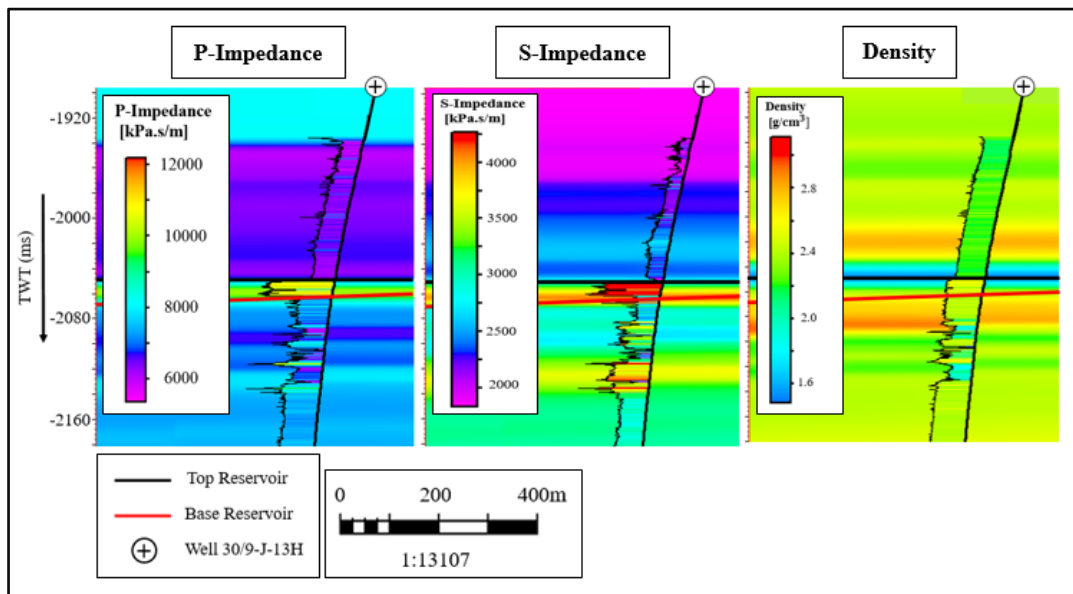 P-Impedance
S-Impedance
Density
P-Impedance
[kPa.s/m]
12000
10000
8000
6000
S-Impedance
[kPa.s/m]
4000
3500
3000
2500
2000
Density
[g/cm³]
2.8
2.4
2.0
1.6
TWT (ms)
-1920
-2000
-2080
-2160
Top Reservoir
Base Reservoir
Well 30/9-J-13H
0 200 400m
1:13107